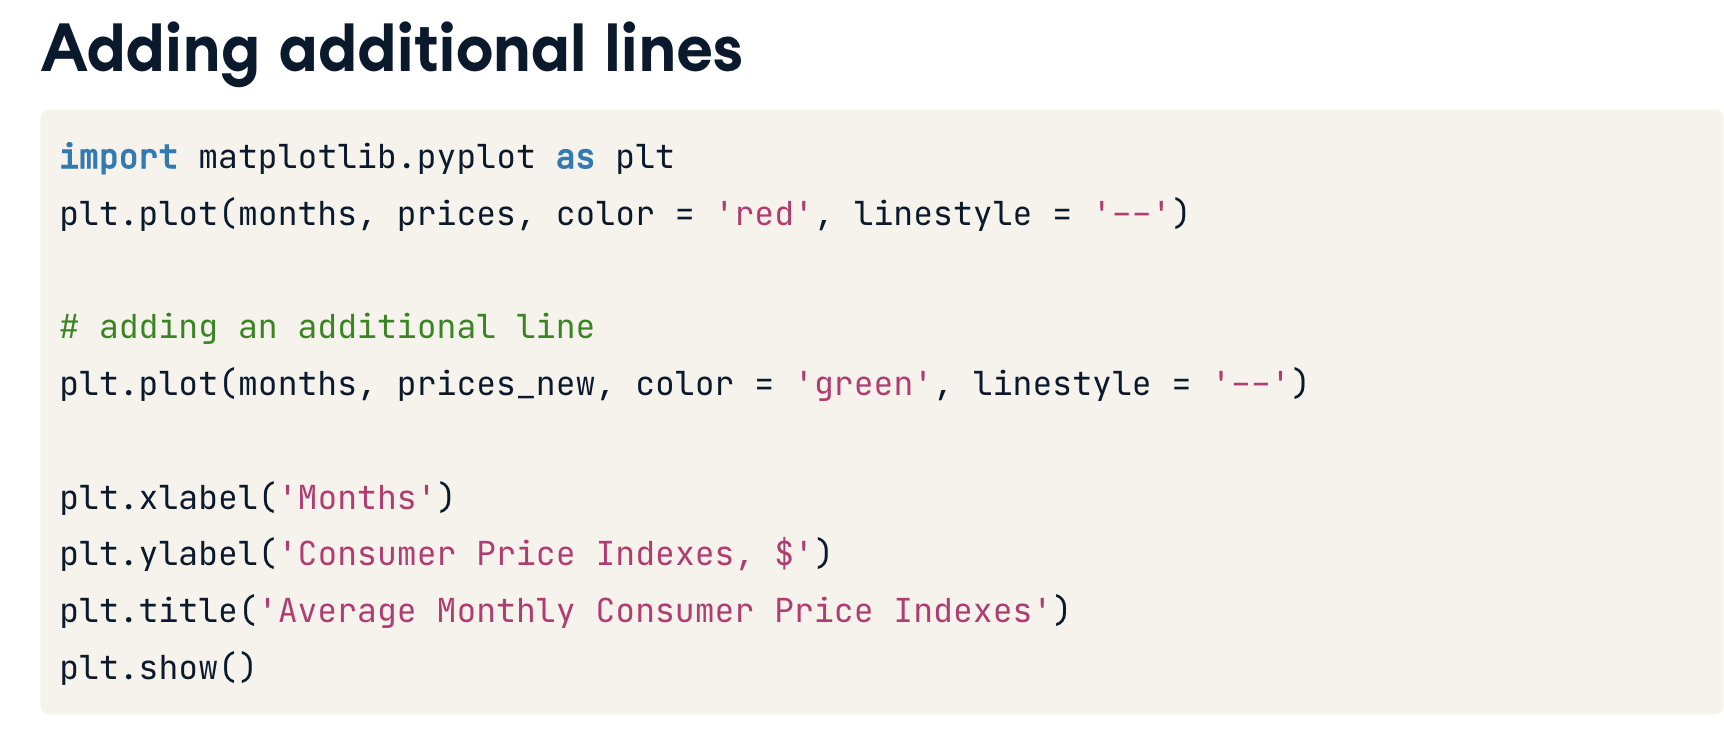 Adding additional lines
import matplotlib.pyplot as plt
plt.plot(months, prices, color = 'red', linestyle = '--')
# adding an additional line
plt.plot(months, prices_new, color = 'green', linestyle = '--')
plt.xlabel('Months')
plt.ylabel('Consumer Price Indexes, $')
plt.title('Average Monthly Consumer Price Indexes')
plt.show()